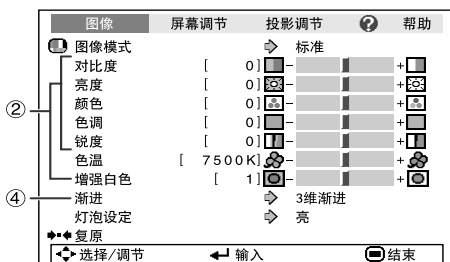 图像 屏幕调节 投影调节 ? 帮助
图像模式 标准
对比度 [ 0] - +
亮度 [ 0] - +
② 颜色 [ 0] - +
色调 [ 0] - +
锐度 [ 0] - +
色温 [ 7500K] - +
增强白色 [ 1] - +
④ 渐进 3维渐进
灯泡设定 亮
复原
选择/调节 输入 结束